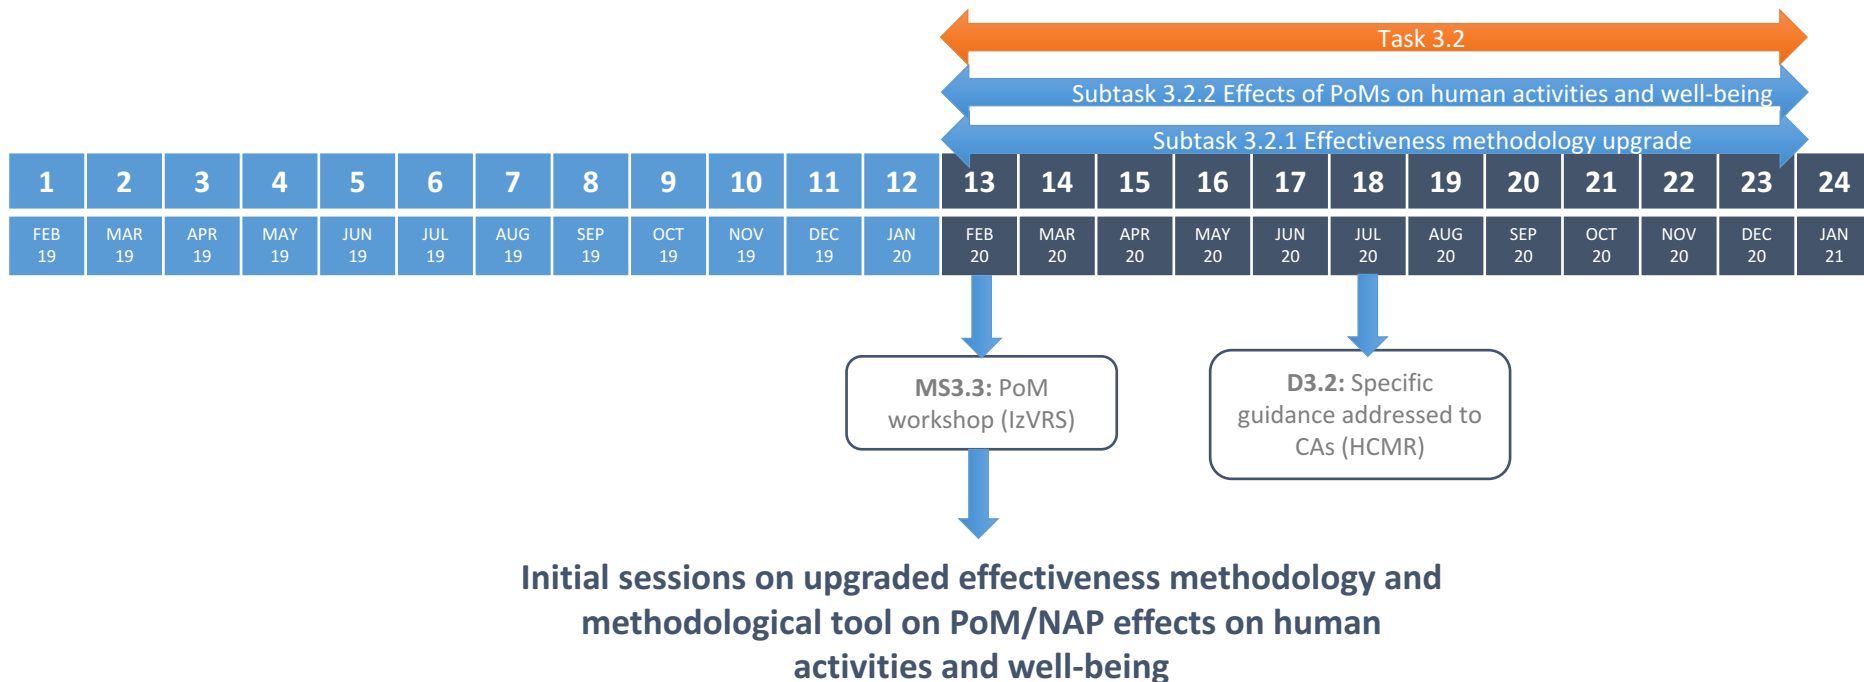 Task 3.2
Subtask 3.2.2 Effects of PoMs on human activities and well-being
Subtask 3.2.1 Effectiveness methodology upgrade
1 2 3 4 5 6 7 8 9 10 11 12 13 14 15 16 17 18 19 20 21 22 23 24
FEB MAR APR MAY JUN JUL AUG SEP OCT NOV DEC JAN FEB MAR APR MAY JUN JUL AUG SEP OCT NOV DEC JAN
19 19 19 19 19 19 19 19 19 19 19 20 20 20 20 20 20 20 20 20 20 20 20 21
MS3.3: PoM
workshop (IzVRS)
D3.2: Specific
guidance addressed to
CAs (HCMR)
Initial sessions on upgraded effectiveness methodology and
methodological tool on PoM/NAP effects on human
activities and well-being